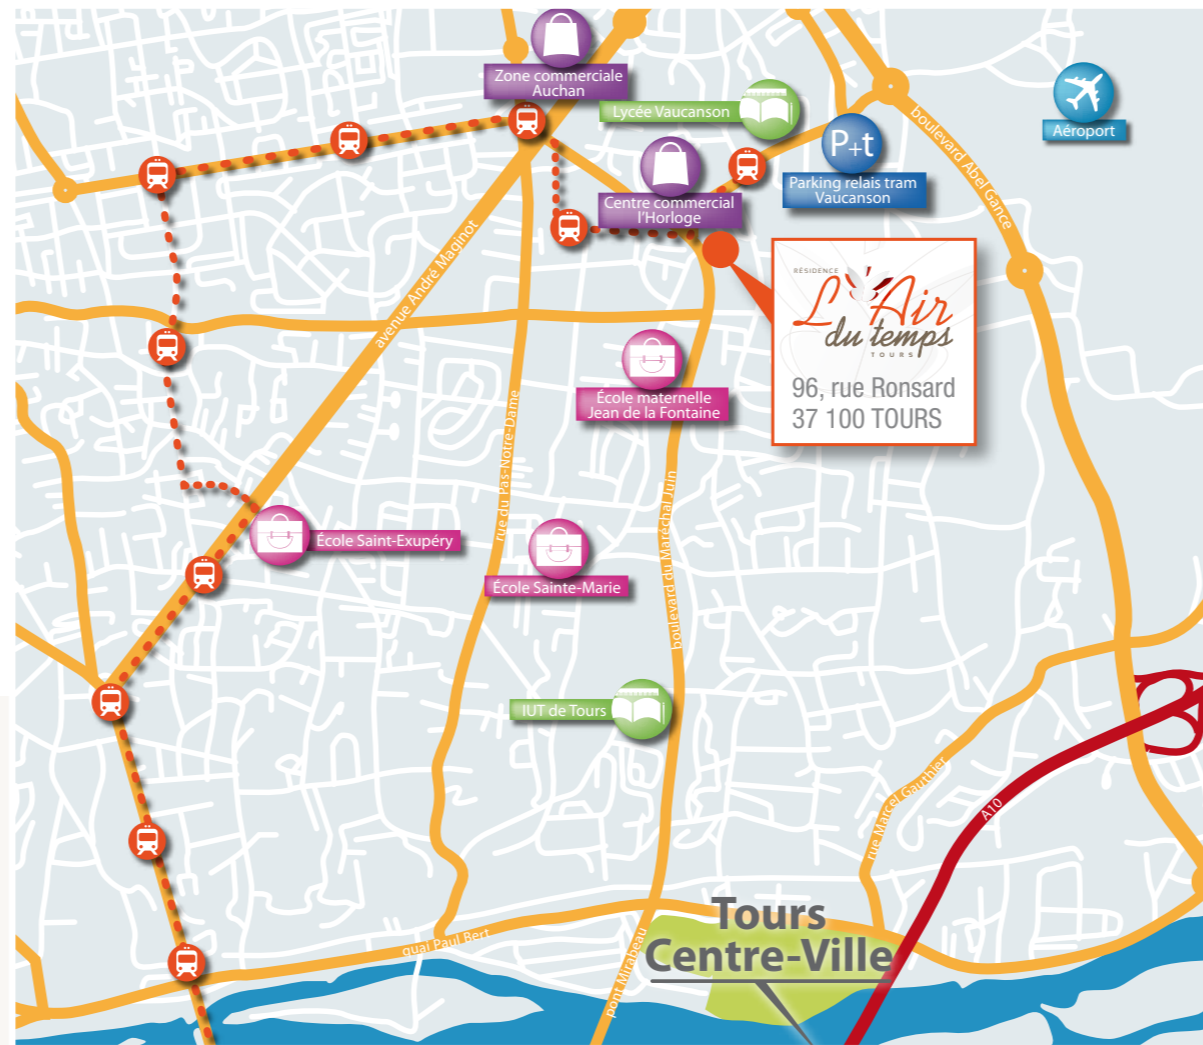 Zone commerciale
Auchan
Lycée Vaucanson
Aéroport
P+t
Parking relais tram
Vaucanson
boulevard Abel Gance
Centre commercial
l'Horloge
avenue André Maginot
RÉSIDENCE
L'Air
du temps
TOURS
96, rue Ronsard
37 100 TOURS
École maternelle
Jean de la Fontaine
rue du Pas-Notre-Dame
boulevard du Maréchal Juin
École Saint-Exupéry
École Sainte-Marie
IUT de Tours
rue Marcel Gauthier
A10
Tours
Centre-Ville
quai Paul Bert
pont Mirabeau